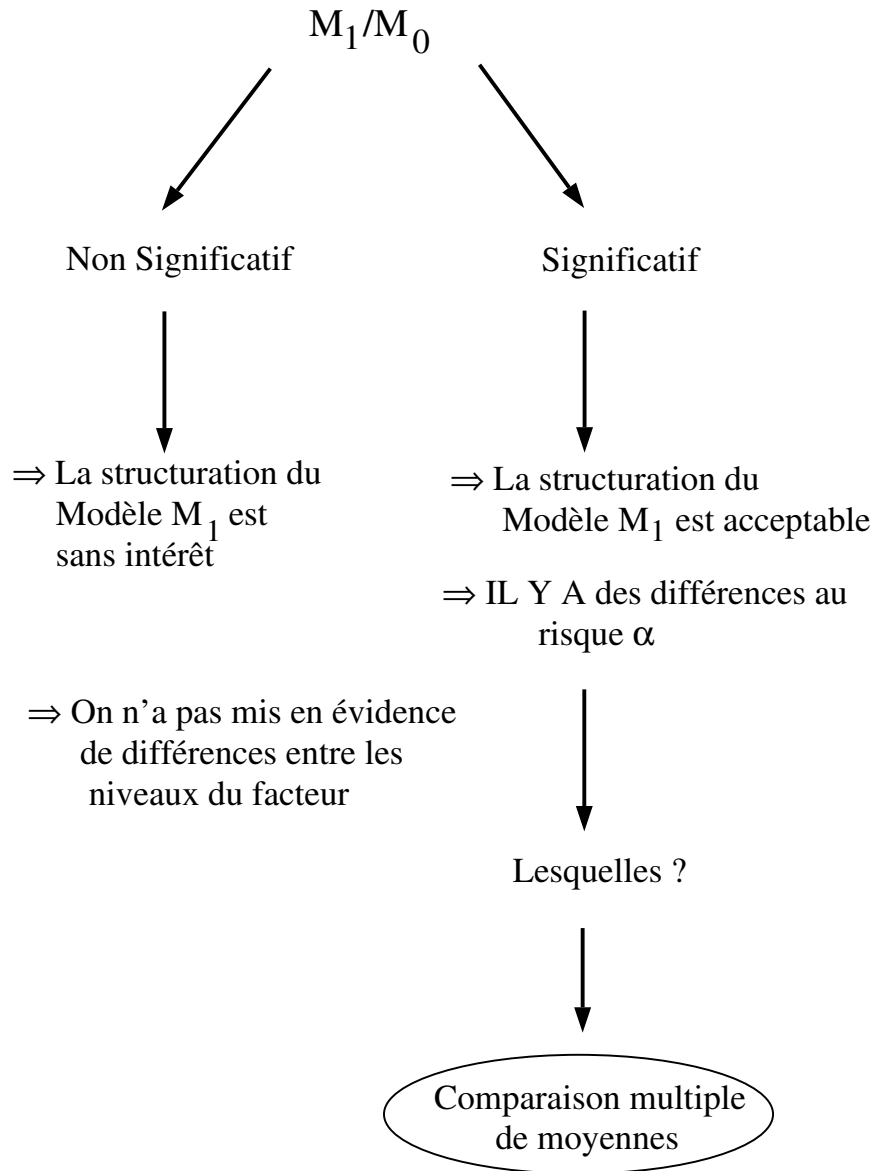 M1/M0
Non Significatif
Significatif
⇒ La structuration du
Modèle M1 est
sans intérêt
⇒ On n'a pas mis en évidence
de différences entre les
niveaux du facteur
⇒ La structuration du
Modèle M1 est acceptable
⇒ IL Y A des différences au
risque α
Lesquelles ?
Comparaison multiple
de moyennes